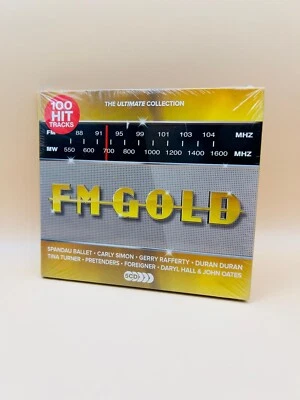 100
HIT
TRACKS
THE ULTIMATE COLLECTION
FM 88 91 95 99 103 104 MHZ
MW 550 600 700 800 1000 1200 1400 1600 MHZ
FM GOLD
SPANDAU BALLET • CARLY SIMON • GERRY RAFFERTY • DURAN DURAN
TINA TURNER • PRETENDERS • FOREIGNER • DARYL HALL & JOHN OATES
5CD